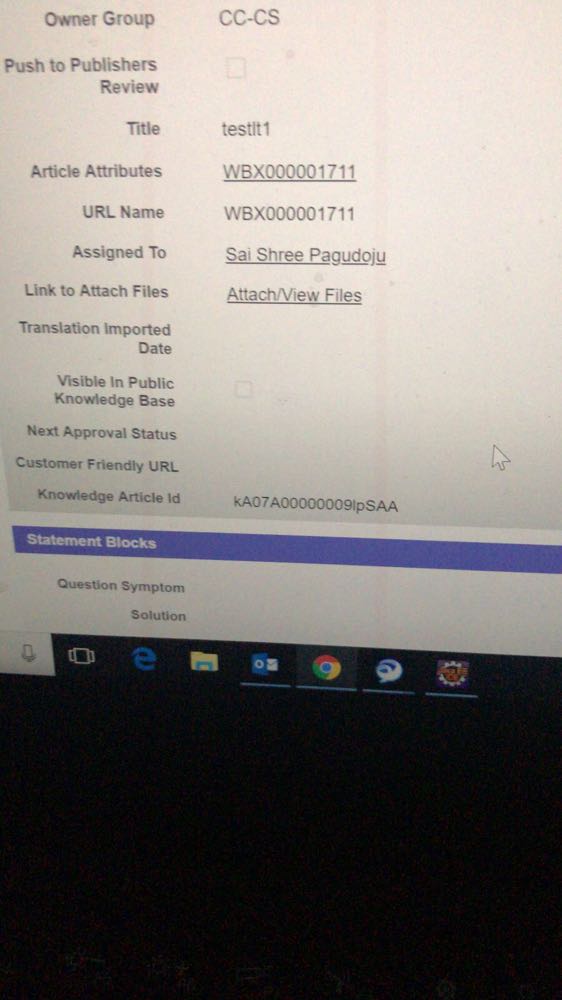 Owner Group CC-CS
Push to Publishers
Review
Title testlt1
Article Attributes WBX000001711
URL Name WBX000001711
Assigned To Sai Shree Pagudoju
Link to Attach Files Attach/View Files
Translation Imported
Date
Visible In Public
Knowledge Base
Next Approval Status
Customer Friendly URL
Knowledge Article Id kA07A00000009lpSAA
Statement Blocks
Question Symptom
Solution